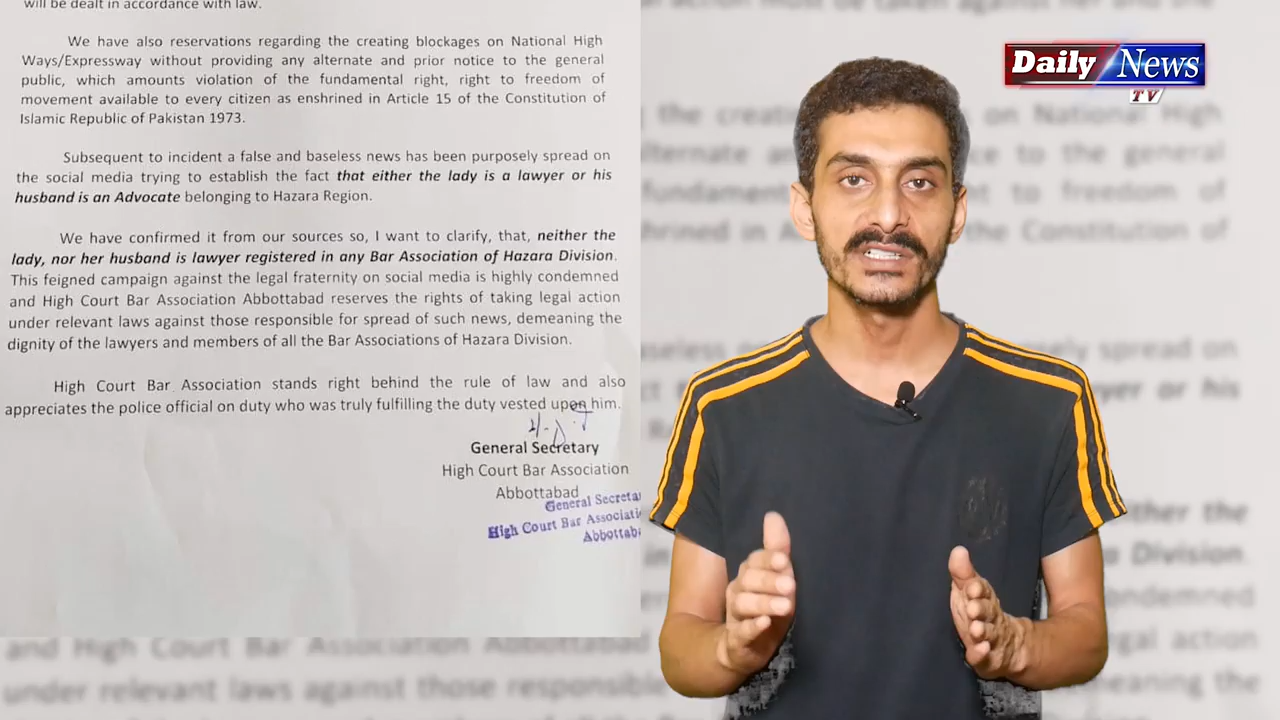 will be dealt in accordance with law.
We have also reservations regarding the creating blockages on National High
Ways/Expressway without providing any alternate and prior notice to the general
public, which amounts violation of the fundamental right, right to freedom of
movement available to every citizen as enshrined in Article 15 of the Constitution of
Islamic Republic of Pakistan 1973.
Subsequent to incident a false and baseless news has been purposely spread on
the social media trying to establish the fact that either the lady is a lawyer or his
husband is an Advocate belonging to Hazara Region.
We have confirmed it from our sources so, I want to clarify, that, neither the
lady, nor her husband is lawyer registered in any Bar Association of Hazara Division.
This feigned campaign against the legal fraternity on social media is highly condemned
and High Court Bar Association Abbottabad reserves the rights of taking legal action
under relevant laws against those responsible for spread of such news, demeaning the
dignity of the lawyers and members of all the Bar Associations of Hazara Division.
High Court Bar Association stands right behind the rule of law and also
appreciates the police official on duty who was truly fulfilling the duty vested upon him.
General Secretary
High Court Bar Association
Abbottabad
General Secreta
High Court Bar Associati
Abbottaba
Daily News
TV